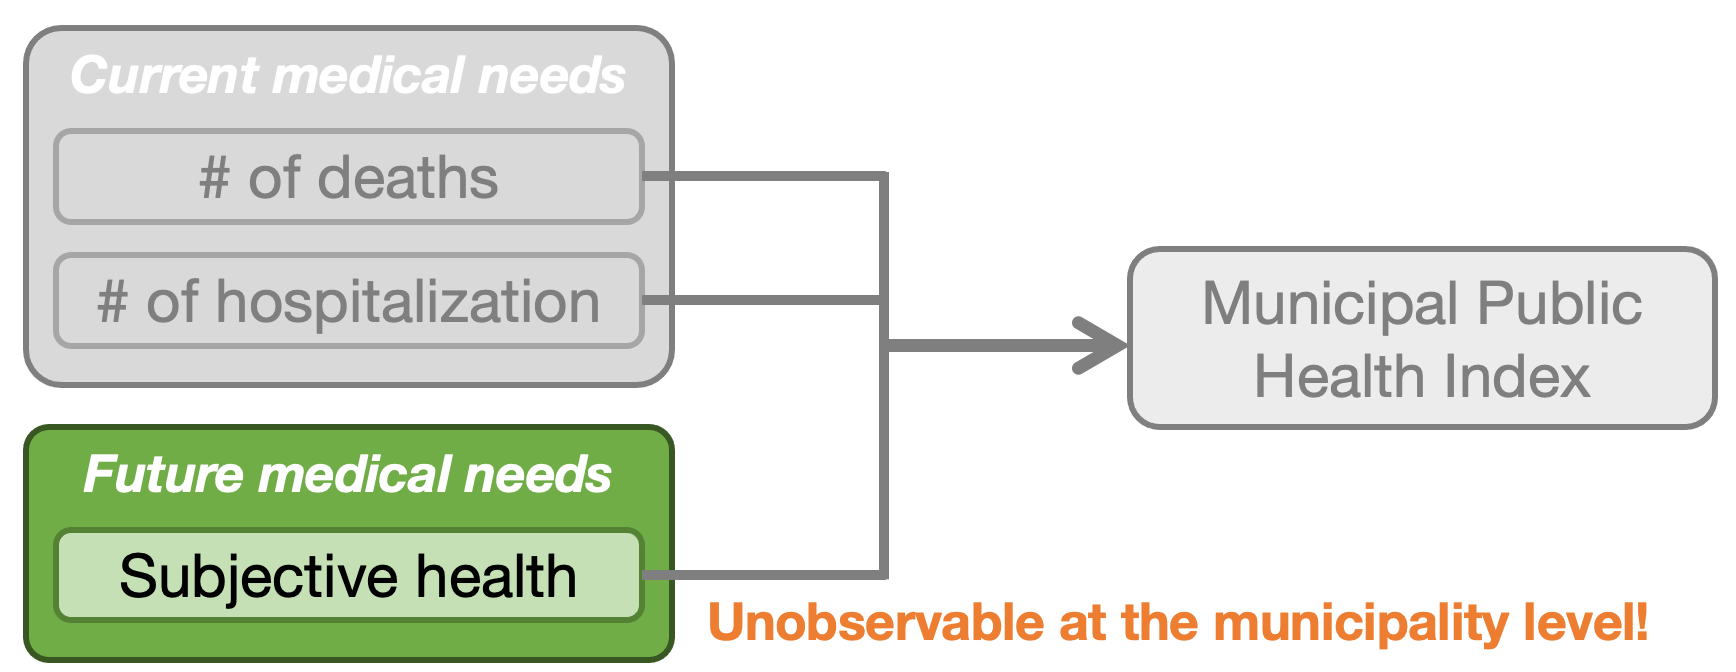 Current medical needs
# of deaths
# of hospitalization
Municipal Public
Health Index
Future medical needs
Subjective health
Unobservable at the municipality level!